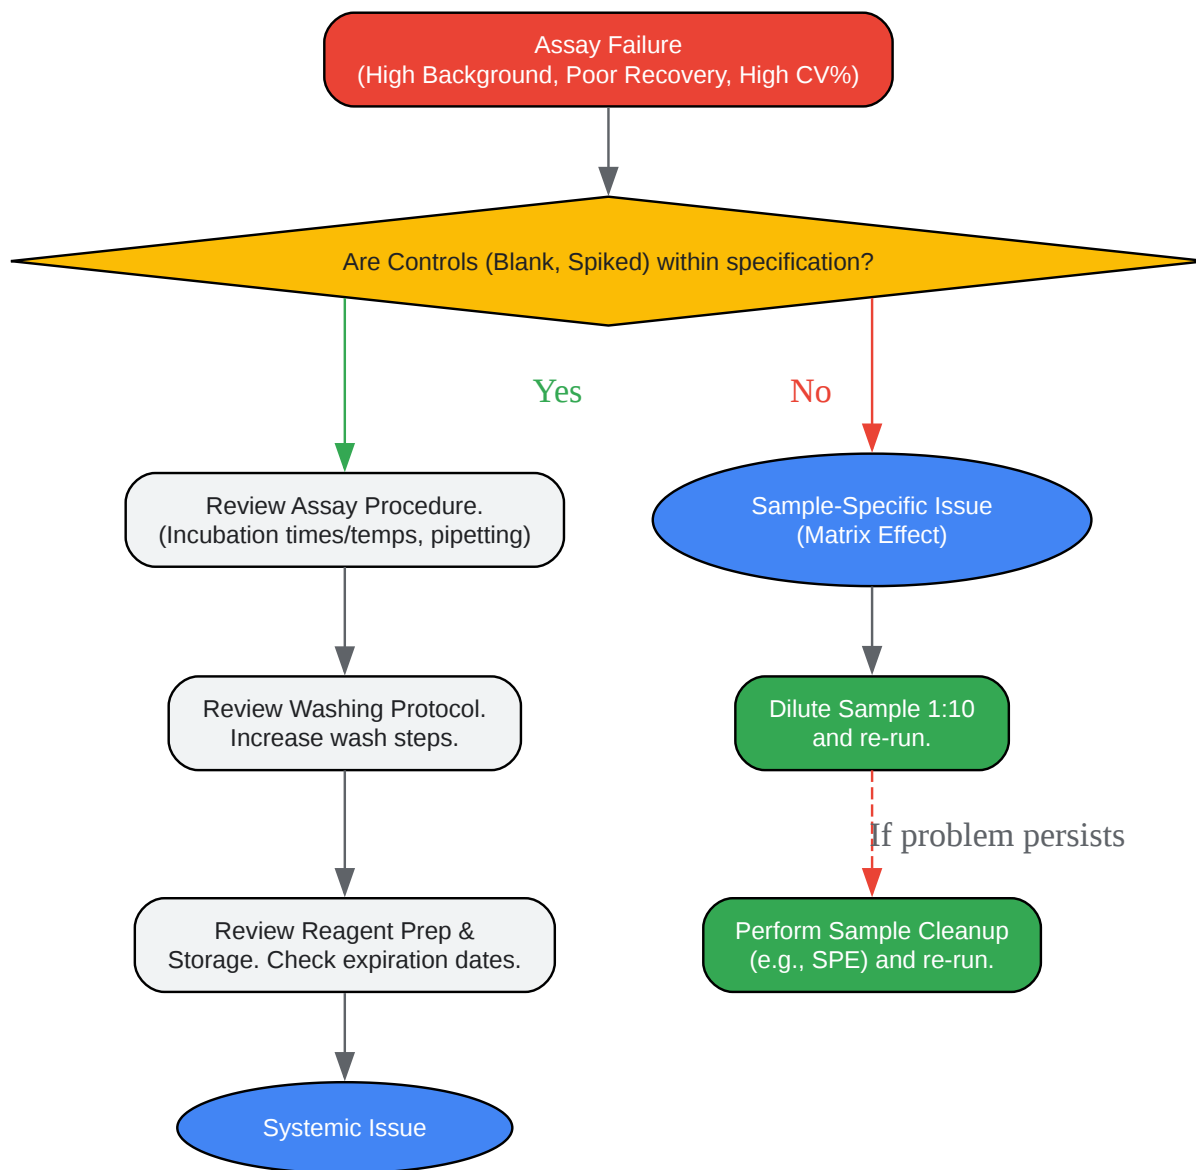 Assay Failure
(High Background, Poor Recovery, High CV%)
Are Controls (Blank, Spiked) within specification?
Yes
No
Review Assay Procedure.
(Incubation times/temps, pipetting)
Sample-Specific Issue
(Matrix Effect)
Review Washing Protocol.
Increase wash steps.
Dilute Sample 1:10
and re-run.
If problem persists
Review Reagent Prep &
Storage. Check expiration dates.
Perform Sample Cleanup
(e.g., SPE) and re-run.
Systemic Issue